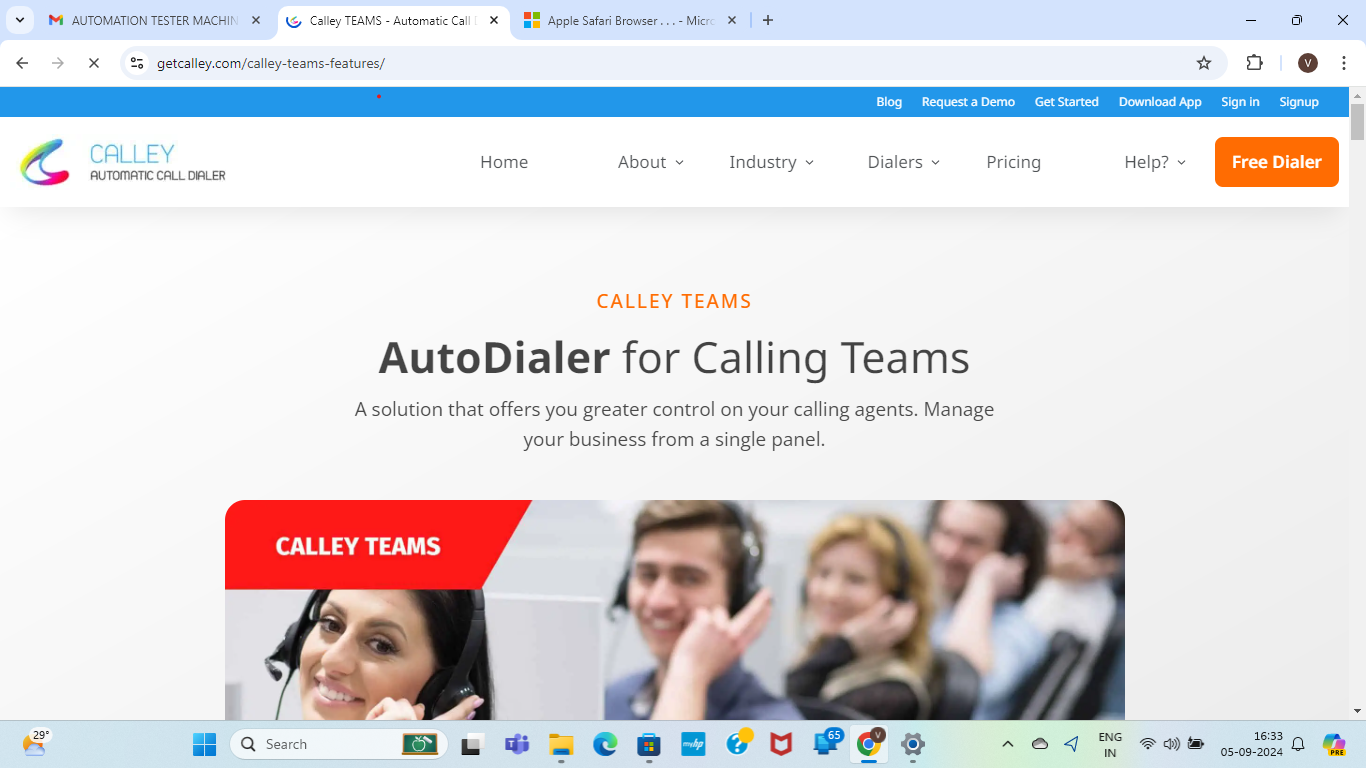 AUTOMATION TESTER MACHIN
Calley TEAMS - Automatic Call
Apple Safari Browser . . . - Micro
getcalley.com/calley-teams-features/
V
Blog Request a Demo Get Started Download App Sign in Signup
CALLEY
AUTOMATIC CALL DIALER
Home About Industry Dialers Pricing Help? Free Dialer
CALLEY TEAMS
AutoDialer for Calling Teams
A solution that offers you greater control on your calling agents. Manage
your business from a single panel.
CALLEY TEAMS
29°
Search
hp
65
V
ENG
IN
16:33
05-09-2024
PRE